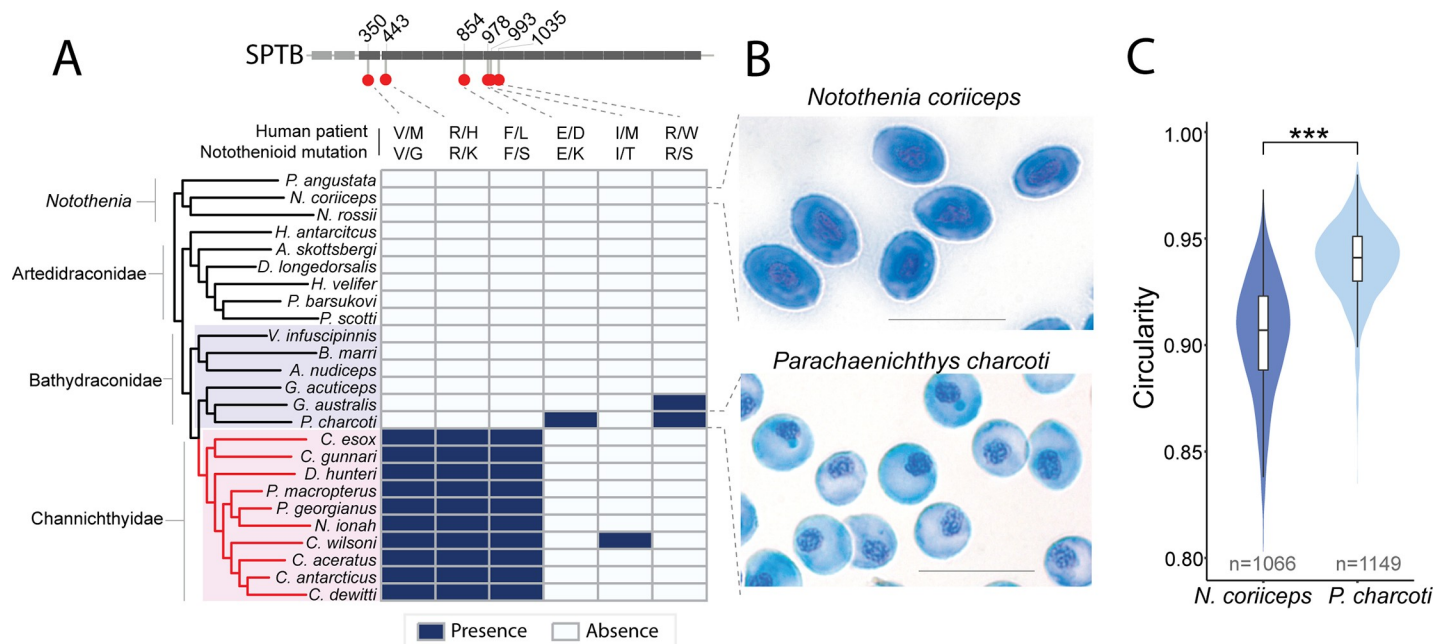 A
SPTB
350
443
854
978
993
1035
Human patient
V/M R/H F/L E/D I/M R/W
Notothenioid mutation
V/G R/K F/S E/K I/T R/S
Notothenia
P. angustata
N. coriiceps
N. rossii
Artedidraconidae
H. antarcitcus
A. skottsbergi
D. longedorsalis
H. velifer
P. barsukovi
P. scotti
Bathydraconidae
V. infuscipinnis
B. marri
A. nudiceps
G. acuticeps
G. australis
P. charcoti
Channichthyidae
C. esox
C. gunnari
D. hunteri
P. macropterus
P. georgianus
N. ionah
C. wilsoni
C. aceratus
C. antarcticus
C. dewitti
Presence Absence
B
Notothenia coriiceps
Parachaenichthys charcoti
C
Circularity
1.00
0.95
0.90
0.85
0.80
***
n=1066 n=1149
N. coriiceps P. charcoti